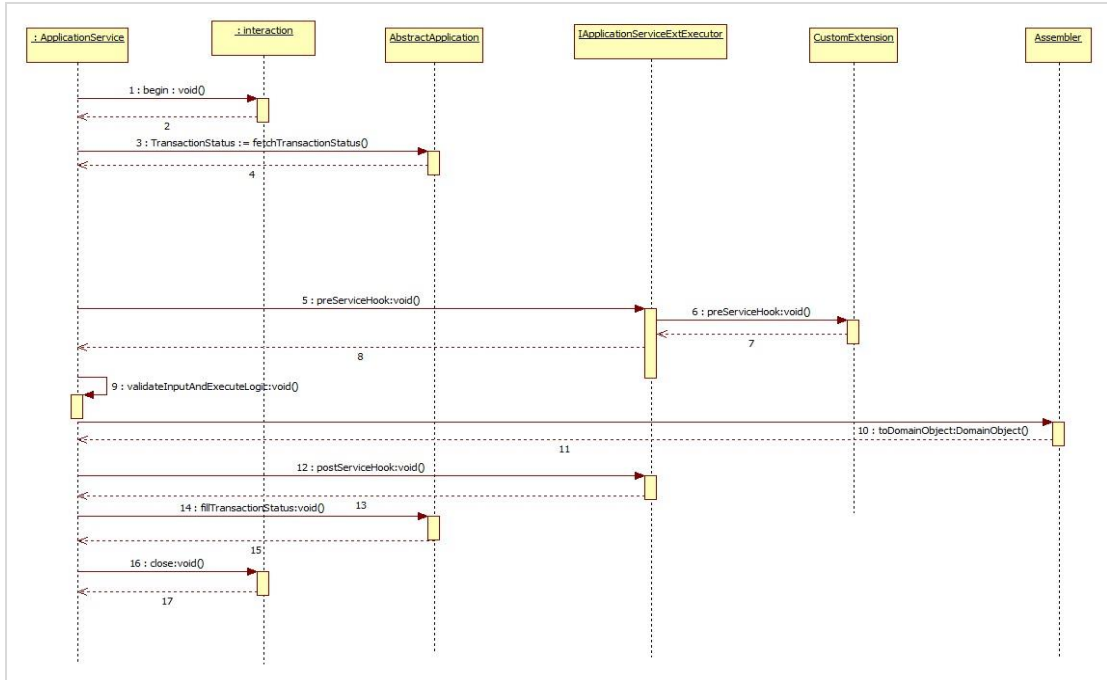 : ApplicationService
: interaction
AbstractApplication
IApplicationServiceExtExecutor
CustomExtension
Assembler
1 : begin : void()
2
3 : TransactionStatus := fetchTransactionStatus()
4
5 : preServiceHook:void()
6 : preServiceHook:void()
7
8
9 : validateInputAndExecuteLogic:void()
10 : toDomainObject:DomainObject()
11
12 : postServiceHook:void()
13
14 : fillTransactionStatus:void()
15
16 : close:void()
17